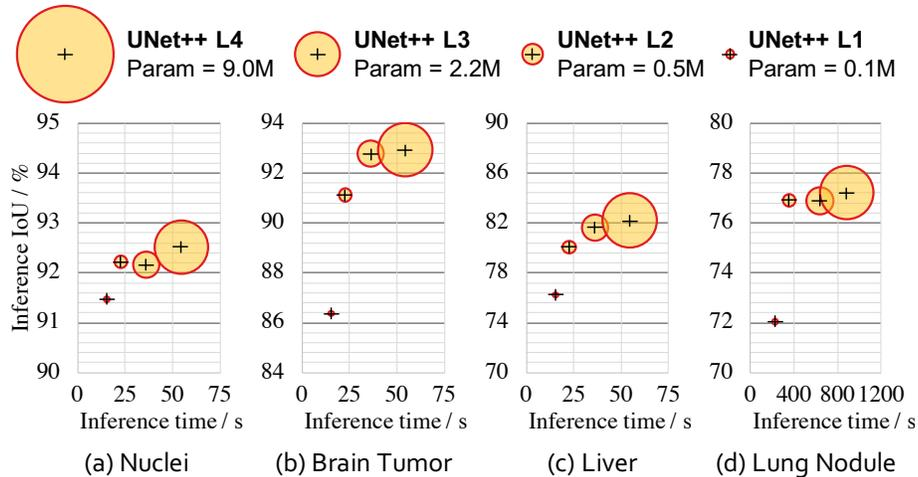 UNet++ L4
Param = 9.0M
UNet++ L3
Param = 2.2M
UNet++ L2
Param = 0.5M
UNet++ L1
Param = 0.1M
Inference IoU / %
95
94
93
92
91
90
0 25 50 75
Inference time / s
(a) Nuclei
94
92
90
88
86
84
0 25 50 75
Inference time / s
(b) Brain Tumor
90
86
82
78
74
70
0 25 50 75
Inference time / s
(c) Liver
80
78
76
74
72
70
0 400 800 1200
Inference time / s
(d) Lung Nodule